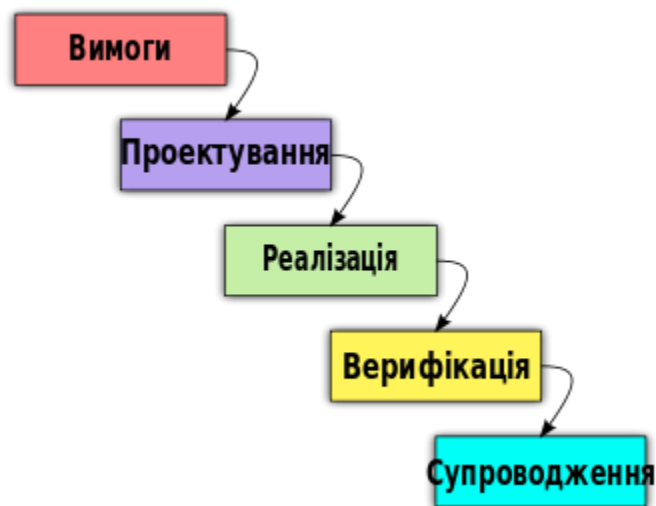 Вимоги
Проектування
Реалізація
Верифікація
Супроводження